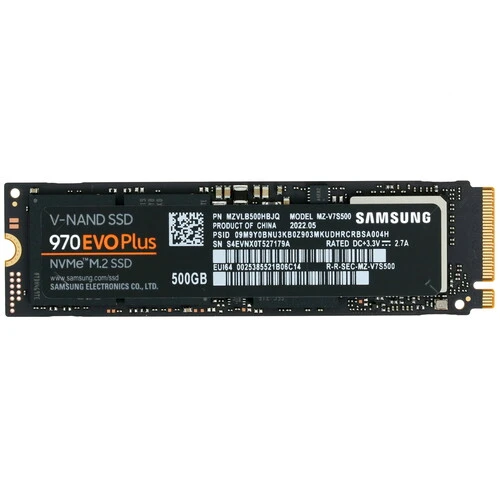 V-NAND SSD
970 EVO Plus
NVMe™ M.2 SSD
SAMSUNG ELECTRONICS CO., LTD.
www.samsung.com/ssd
500GB
PN MZVLB500HBJQ MODEL MZ-V7S500
PRODUCT OF CHINA 2022.05
PSID 09M9Y0BNU3KB0Z903MKUDHRCRBSA004H
SN S4EVNX0T527179A RATED DC+3.3V 2.7A
EUI64 0025385521B06C14 R-R-SEC-MZ-V7S500
SAMSUNG